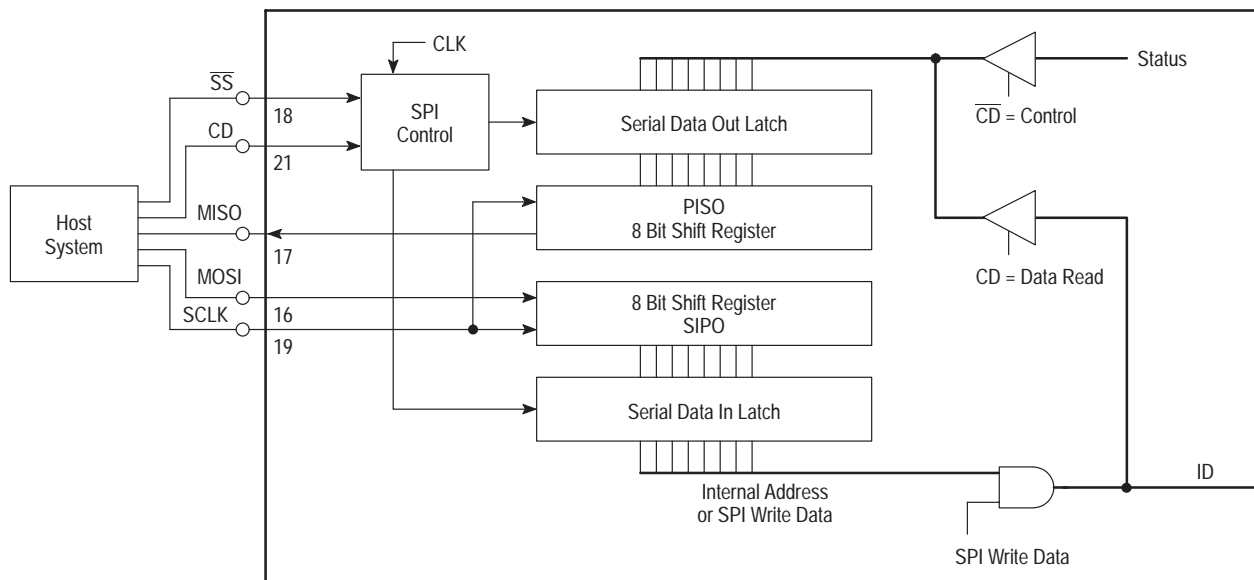 CLK
SS
18
CD
21
SPI
Control
Serial Data Out Latch
Status
CD = Control
Host
System
MISO
17
PISO
8 Bit Shift Register
CD = Data Read
MOSI
16
SCLK
19
8 Bit Shift Register
SIPO
Serial Data In Latch
Internal Address
or SPI Write Data
ID
SPI Write Data